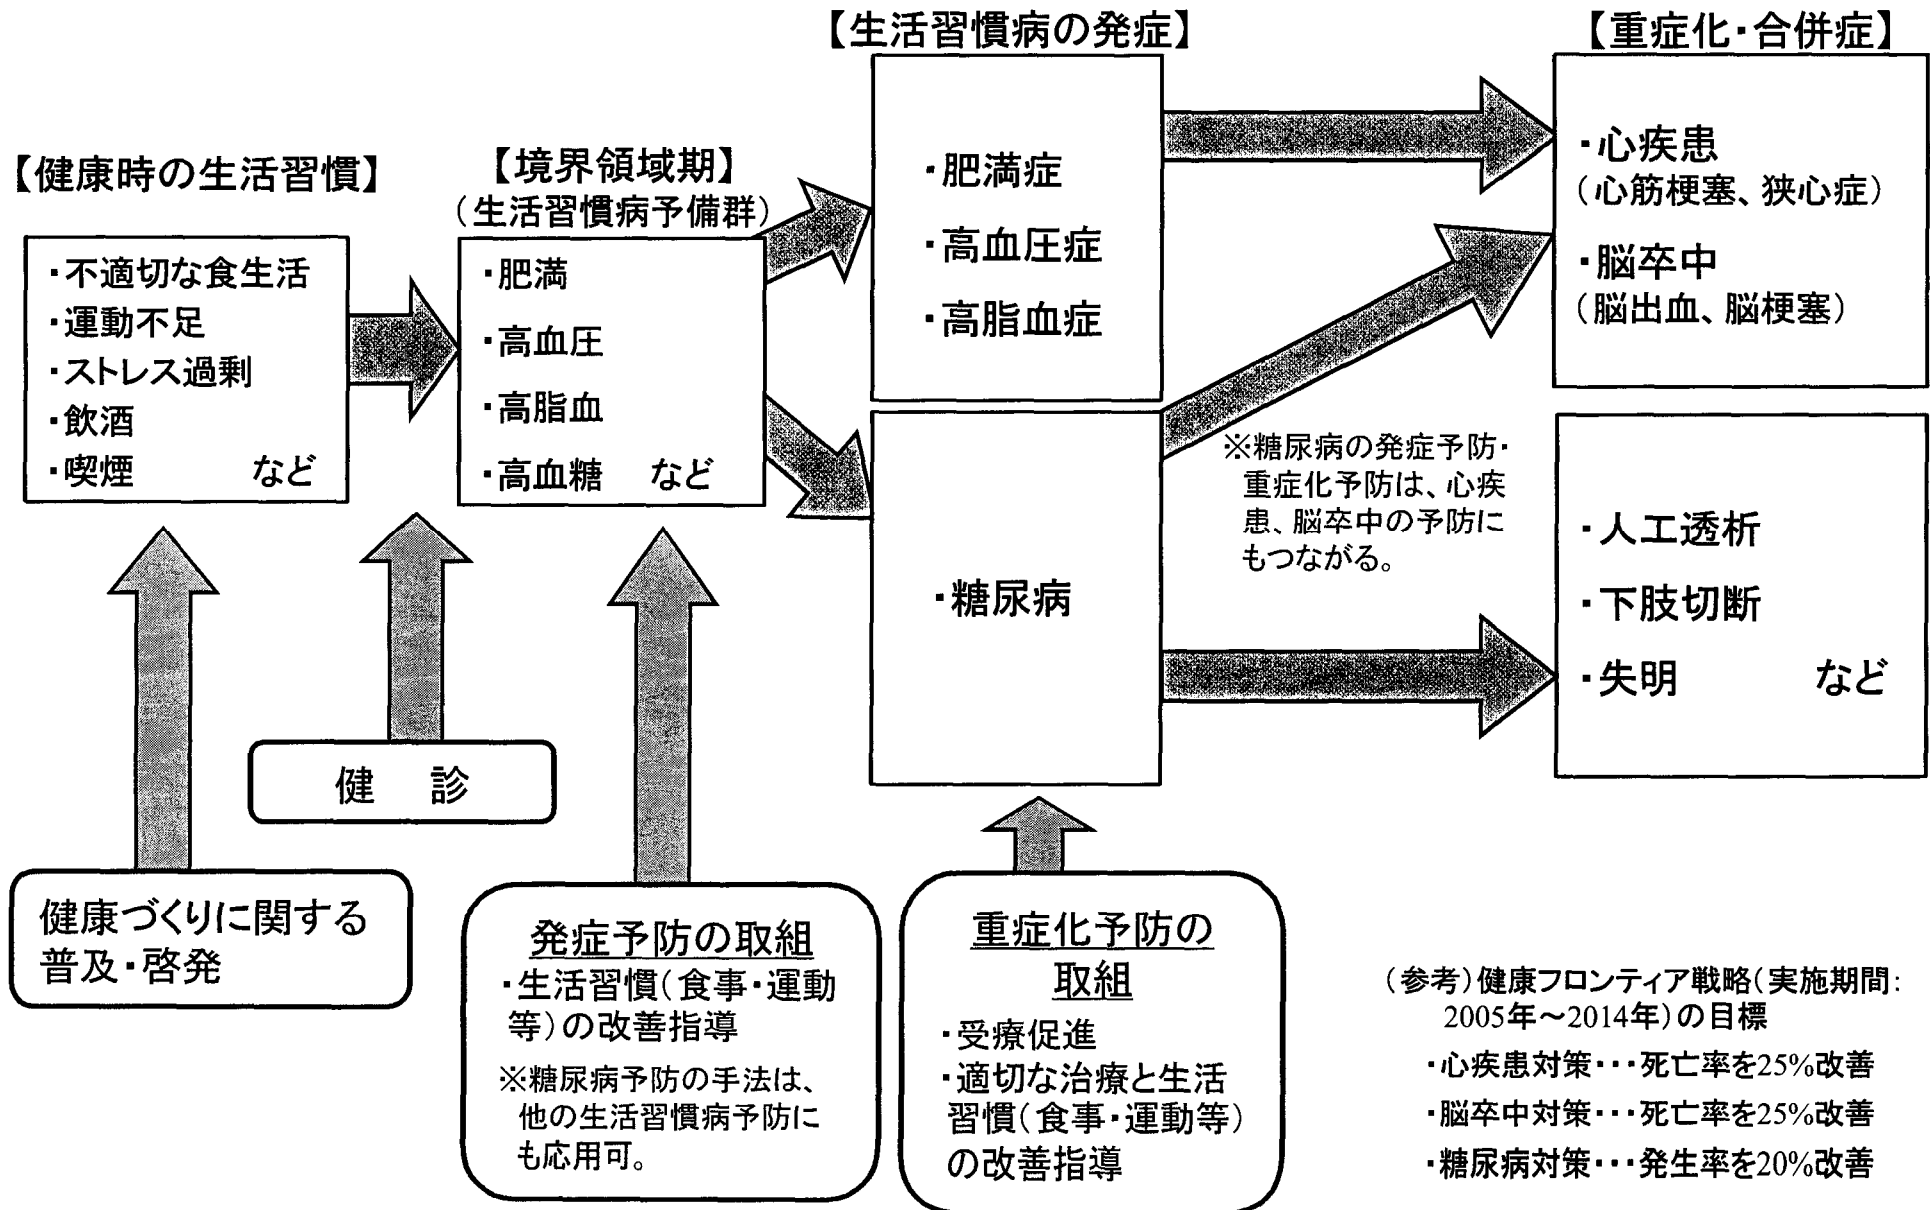 【健康時の生活習慣】
・不適切な食生活
・運動不足
・ストレス過剰
・飲酒
・喫煙 など
【境界領域期】
（生活習慣病予備群）
・肥満
・高血圧
・高脂血
・高血糖 など
【生活習慣病の発症】
・肥満症
・高血圧症
・高脂血症
・糖尿病
【重症化・合併症】
・心疾患
（心筋梗塞、狭心症）
・脳卒中
（脳出血、脳梗塞）
※糖尿病の発症予防・
重症化予防は、心疾
患、脳卒中の予防に
もつながる。
・人工透析
・下肢切断
・失明 など
健 診
健康づくりに関する
普及・啓発
発症予防の取組
・生活習慣（食事・運動
等）の改善指導
※糖尿病予防の手法は、
他の生活習慣病予防に
も応用可。
重症化予防の
取組
・受療促進
・適切な治療と生活
習慣（食事・運動等）
の改善指導
（参考）健康フロンティア戦略（実施期間：
2005年～2014年）の目標
・心疾患対策・・・死亡率を25%改善
・脳卒中対策・・・死亡率を25%改善
・糖尿病対策・・・発生率を20%改善